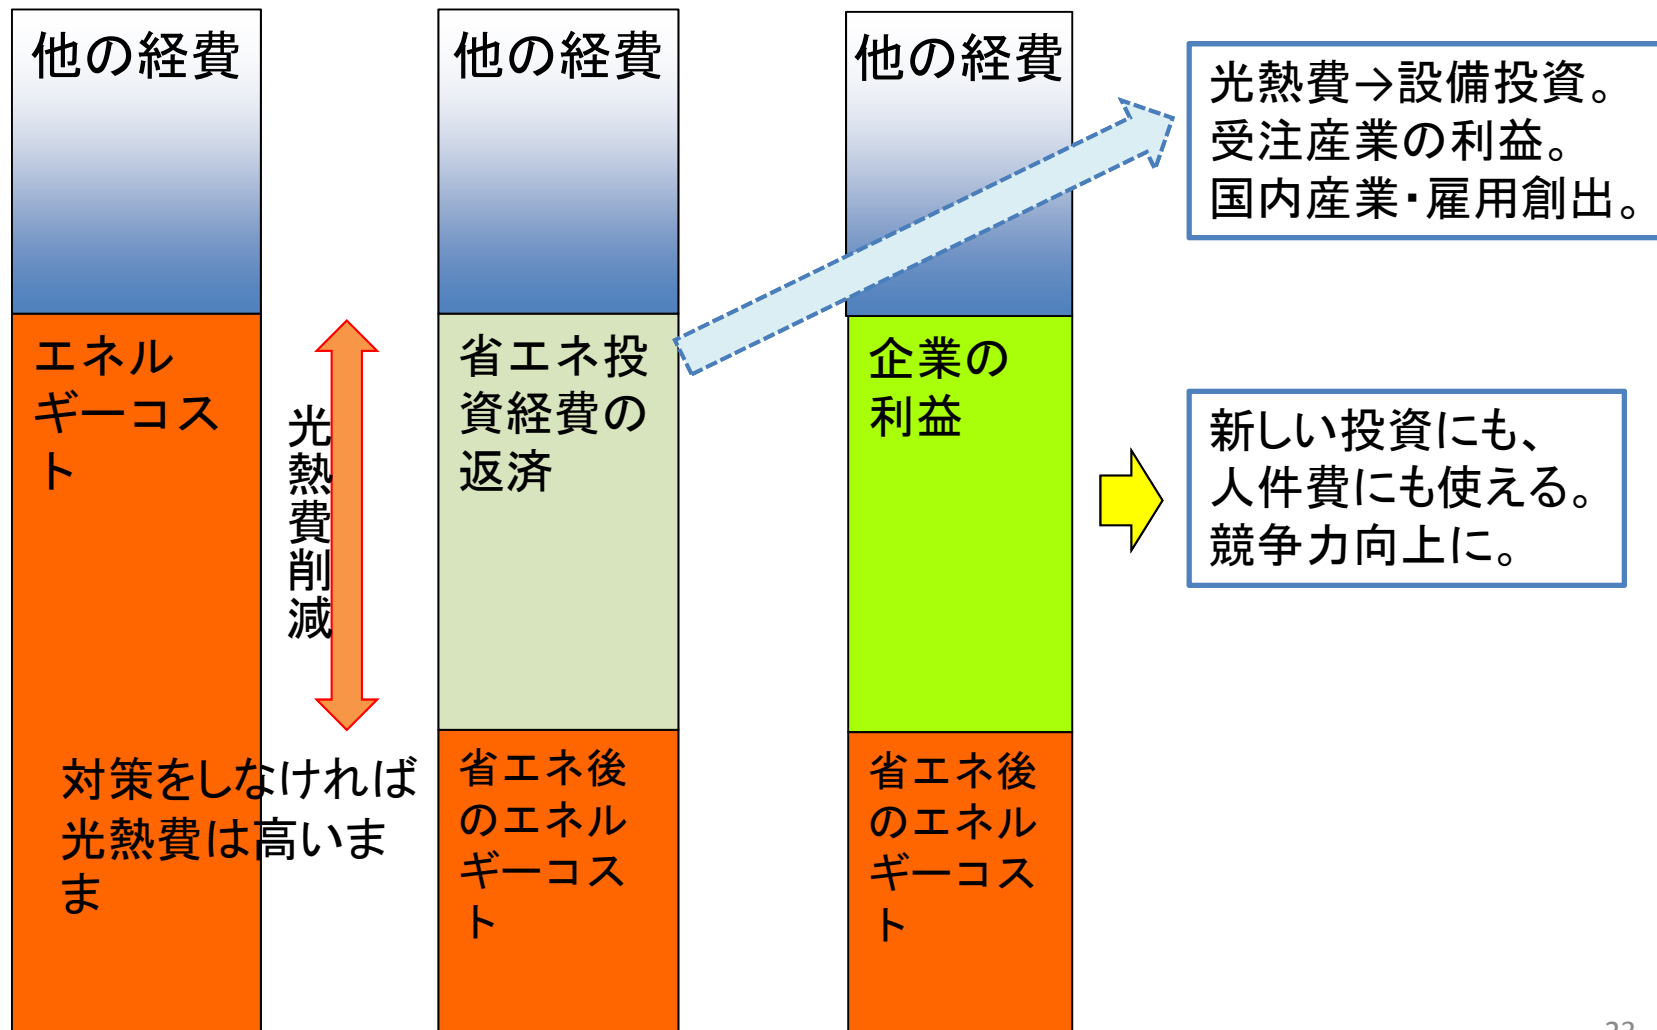 他の経費
エネル
ギーコス
ト
光熱費削減
対策をしなければ
光熱費は高いま
ま
他の経費
省エネ投
資経費の
返済
省エネ後
のエネル
ギーコス
ト
他の経費
企業の
利益
省エネ後
のエネル
ギーコス
ト
光熱費→設備投資。
受注産業の利益。
国内産業・雇用創出。
新しい投資にも、
人件費にも使える。
競争力向上に。
23